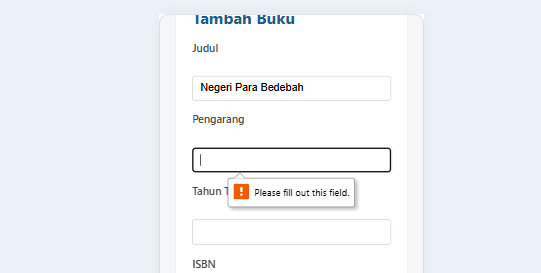 Tambah Buku
Judul
Negeri Para Bedebah
Pengarang
Please fill out this field.
Tahun
ISBN